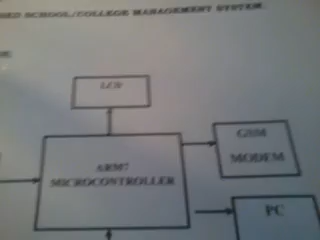 SCHOOL/COLLEGE MANAGEMENT SYSTEM.
LCD
GSM
MODEM
ARM7
MICROCONTROLLER
PC